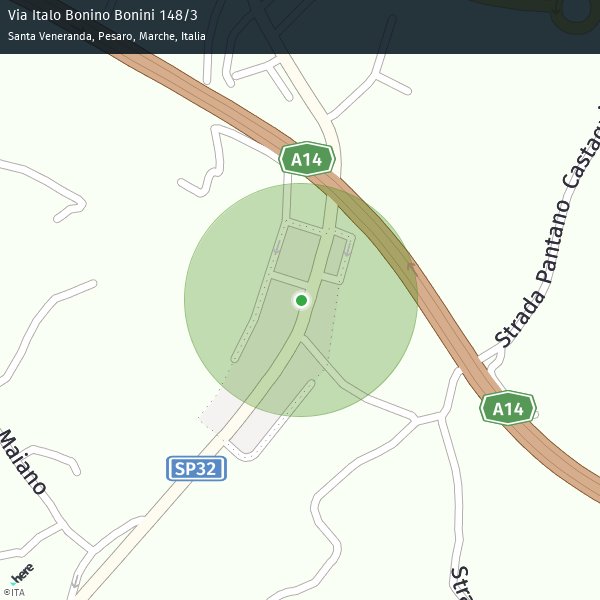 Via Italo Bonino Bonini 148/3
Santa Veneranda, Pesaro, Marche, Italia
A14
Strada Pantano
A14
Maiano
SP32
here
©ITA